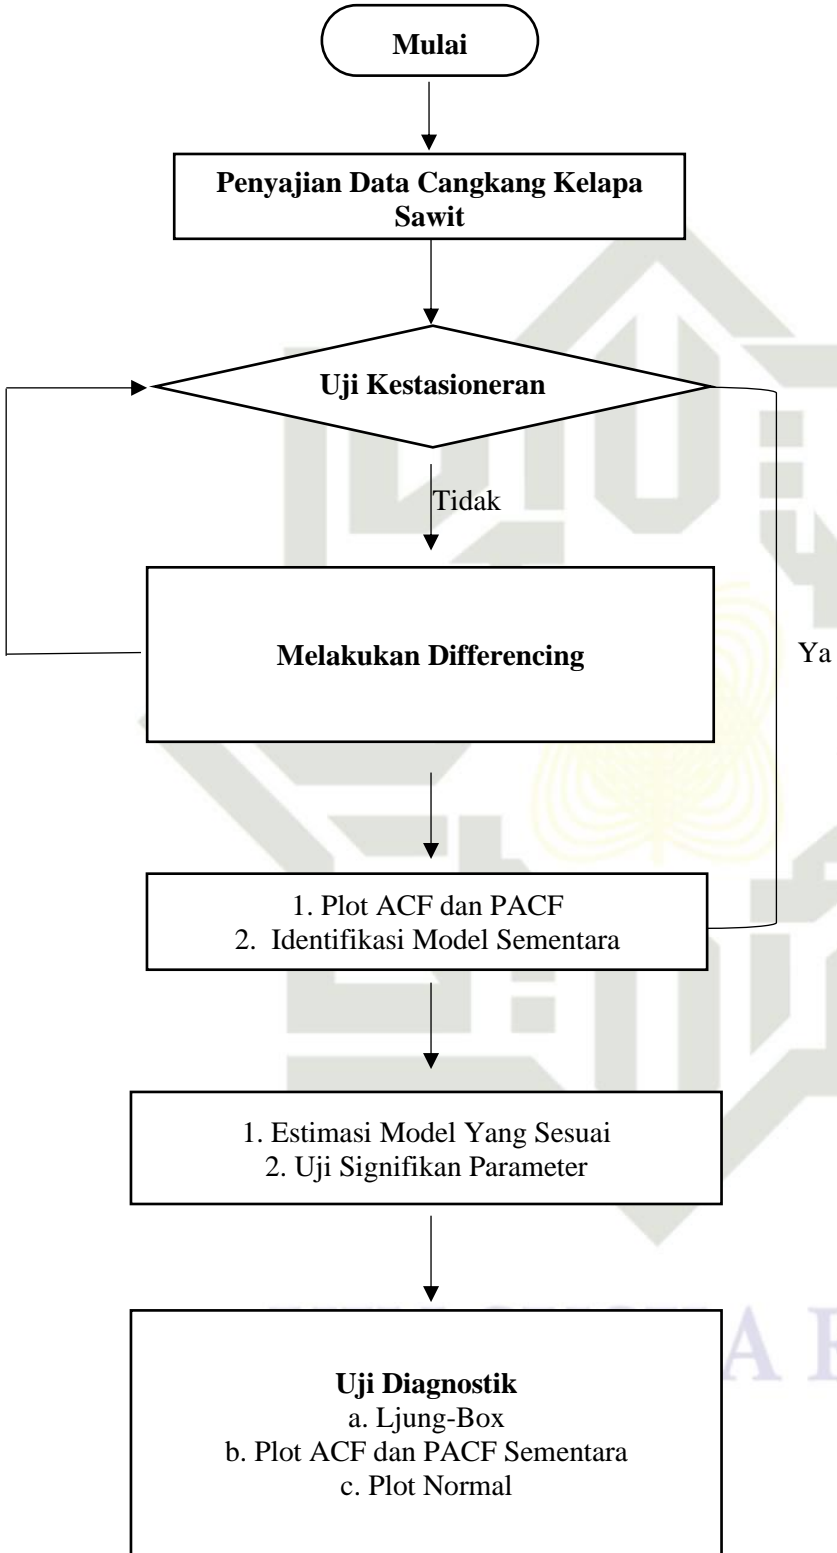 Mulai
Penyajian Data Cangkang Kelapa
Sawit
Uji Kestasioneran
Tidak
Melakukan Differencing
Ya
1. Plot ACF dan PACF
2. Identifikasi Model Sementara
1. Estimasi Model Yang Sesuai
2. Uji Signifikan Parameter
Uji Diagnostik
a. Ljung-Box
b. Plot ACF dan PACF Sementara
c. Plot Normal